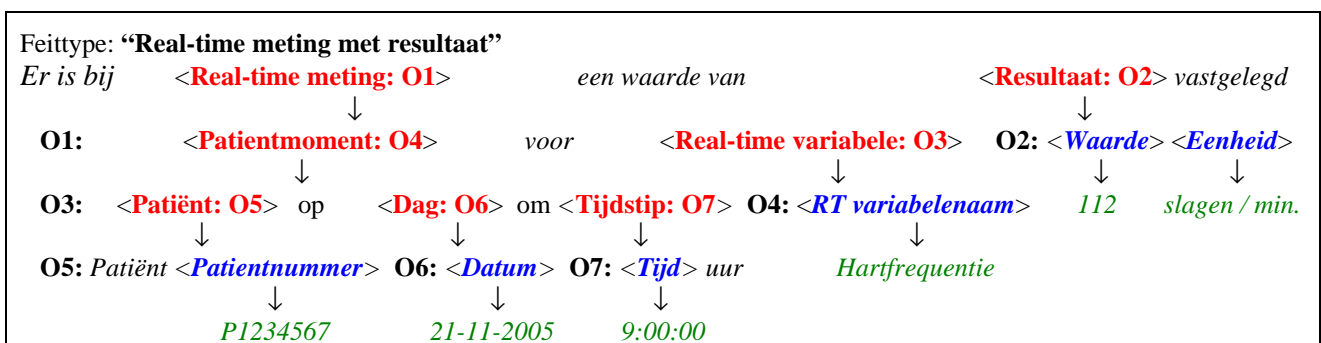 Feittype: “Real-time meting met resultaat”
Er is bij <Real-time meting: O1> een waarde van <Resultaat: O2> vastgelegd
↓ ↓
O1: <Patientmoment: O4> voor <Real-time variabele: O3> O2: <Waarde> <Eenheid>
↓ ↓ ↓ ↓
O3: <Patiënt: O5> op <Dag: O6> om <Tijdstip: O7> O4: <RT variabelenaam> 112 slagen / min.
↓ ↓ ↓ ↓
O5: Patiënt <Patientnummer> O6: <Datum> O7: <Tijd> uur Hartfrequentie
↓ ↓ ↓
P1234567 21-11-2005 9:00:00